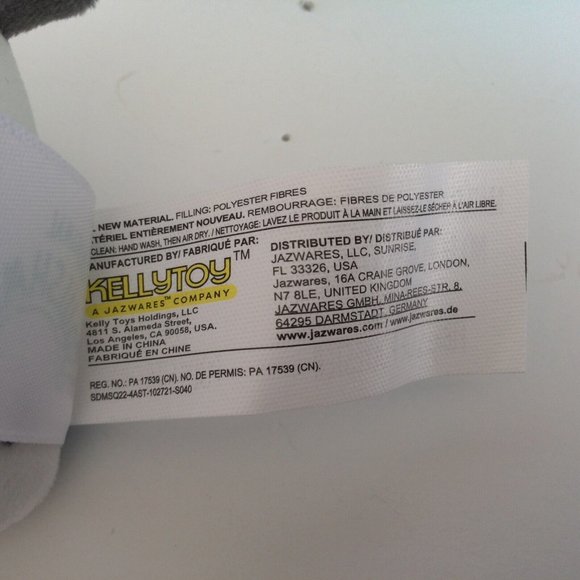 NEW MATERIAL. FILLING: POLYESTER FIBRES
ENTIÈREMENT NOUVEAU. REMBOURRAGE: FIBRES DE POLYESTER
CLEAN: HAND WASH, THEN AIR DRY. / NETTOYAGE: LAVEZ LE PRODUIT À LA MAIN ET LAISSEZ-LE SÉCHER À L'AIR LIBRE.
ANUFACTURED BY/ FABRIQUÉ PAR:
KELLYTOY™
A JAZWARES™ COMPANY
Kelly Toys Holdings, LLC
4811 S. Alameda Street,
Los Angeles, CA 90058, USA.
MADE IN CHINA
FABRIQUÉ EN CHINE
DISTRIBUTED BY/ DISTRIBUÉ PAR:
JAZWARES, LLC, SUNRISE,
FL 33326, USA
Jazwares, 16A CRANE GROVE, LONDON,
N7 8LE, UNITED KINGDOM
JAZWARES GMBH, MINA-REES-STR. 8,
64295 DARMSTADT, GERMANY
www.jazwares.com / www.jazwares.de
REG. NO.: PA 17539 (CN). NO. DE PERMIS: PA 17539 (CN).
SDMSQ22-4AST-102721-S040